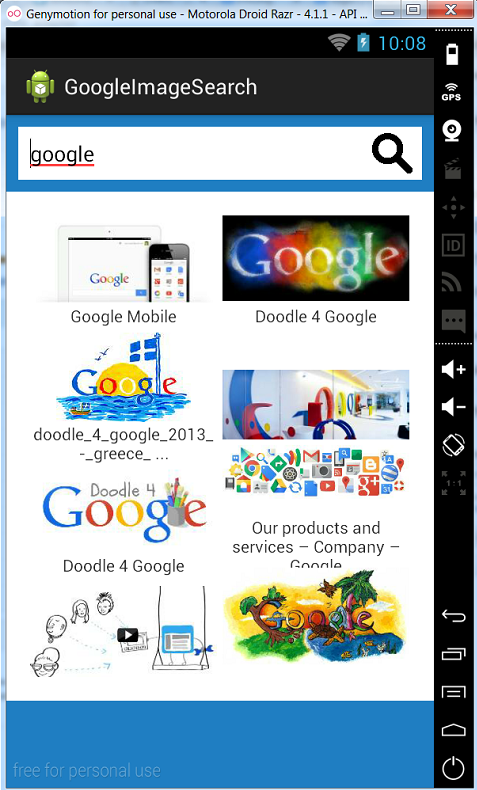 Genymotion for personal use - Motorola Droid Razr - 4.1.1 - API ...
10:08
GPS
GoogleImageSearch
google
ID
Google
Google
Google Mobile
Doodle 4 Google
Google
doodle_4_google_2013_
-_greece_ ...
1:1
Doodle 4
Google
Doodle 4 Google
Our products and
services – Company –
Google
Google
free for personal use